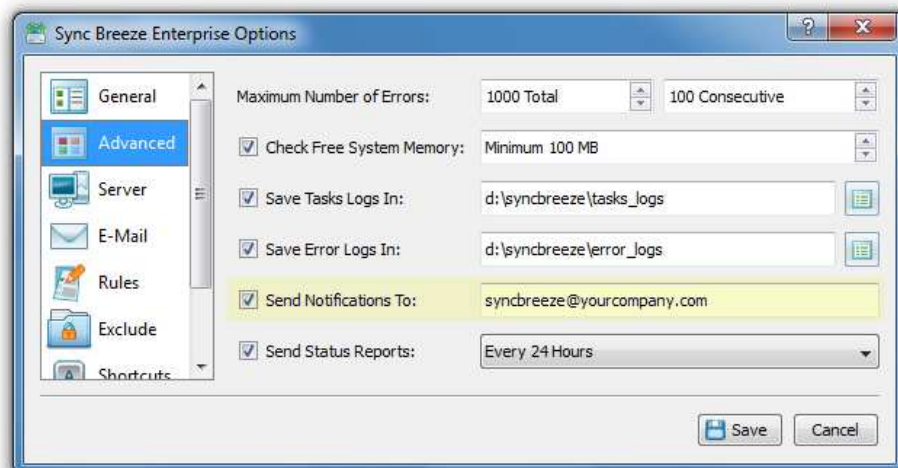 Sync Breeze Enterprise Options
General
Advanced
Server
E-Mail
Rules
Exclude
Shortcuts
Maximum Number of Errors: 1000 Total 100 Consecutive
Check Free System Memory: Minimum 100 MB
Save Tasks Logs In: d:\syncbreeze\tasks_logs
Save Error Logs In: d:\syncbreeze\error_logs
Send Notifications To: syncbreeze@yourcompany.com
Send Status Reports: Every 24 Hours
Save Cancel